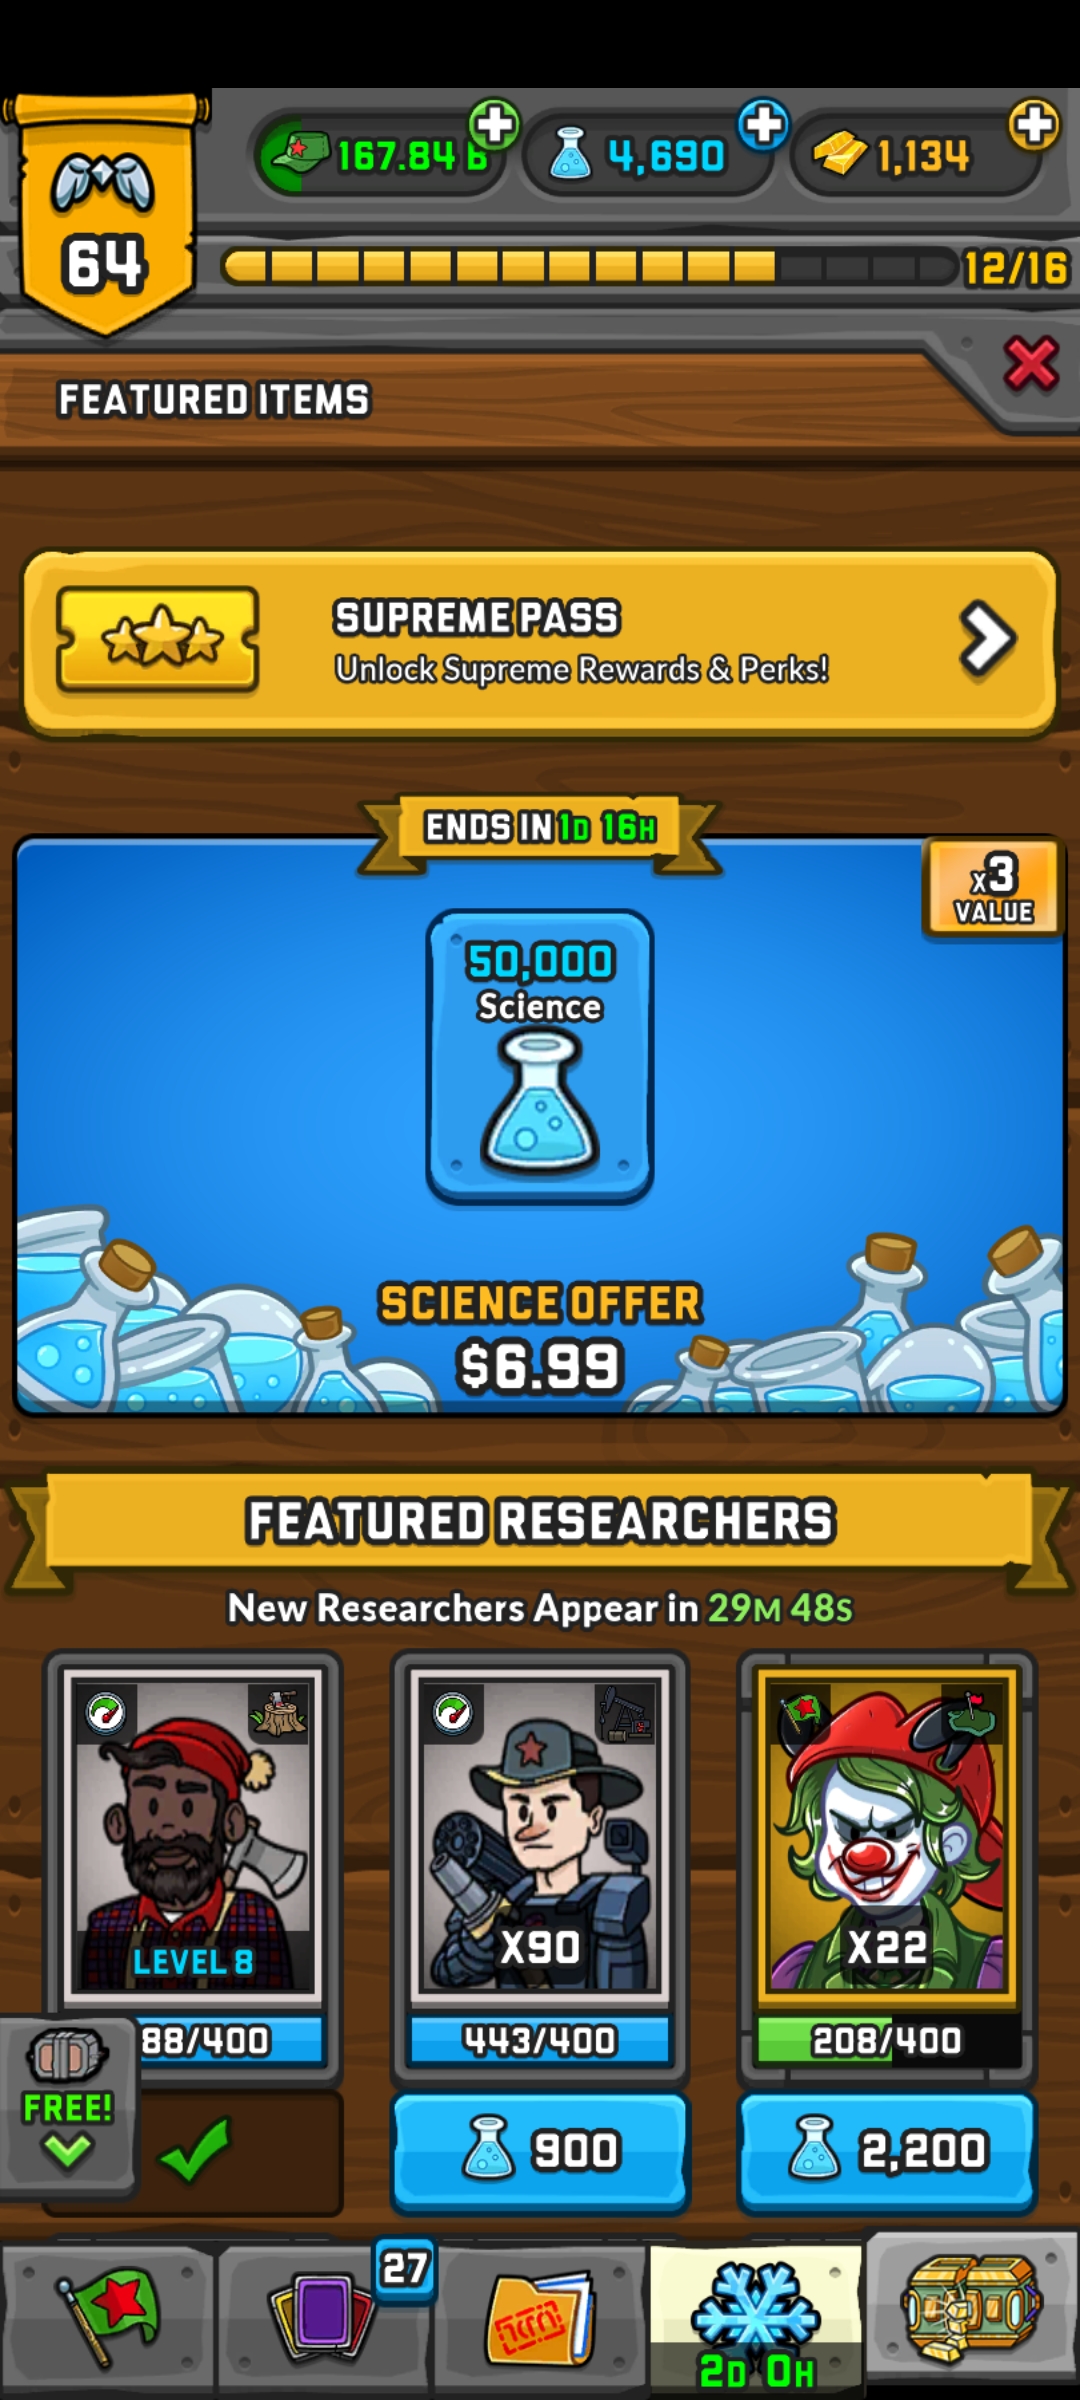 64
167.84 B
4,690
1,134
12/16
FEATURED ITEMS
SUPREME PASS
Unlock Supreme Rewards & Perks!
ENDS IN 1D 16H
X3
VALUE
50,000
Science
SCIENCE OFFER
$6.99
FEATURED RESEARCHERS
New Researchers Appear in 29M 48S
LEVEL 8
X90
X22
88/400
443/400
208/400
FREE!
900
2,200
27
2D 0H